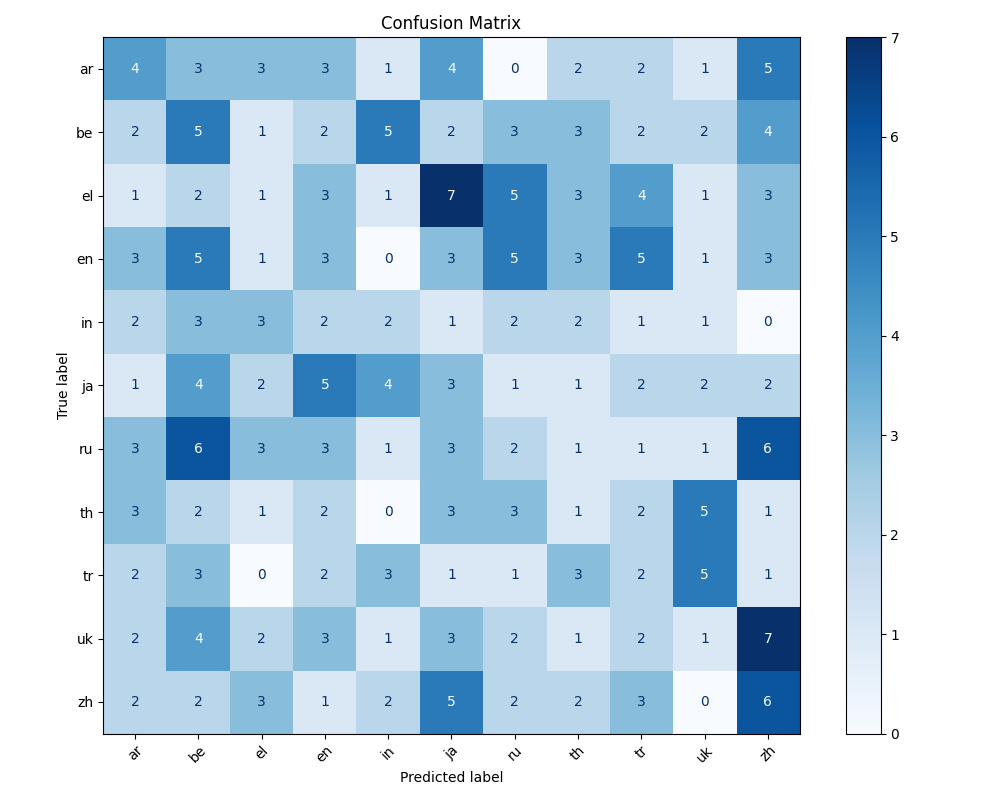 Confusion Matrix
ar 4 3 3 3 1 4 0 2 2 1 5
be 2 5 1 2 5 2 3 3 2 2 4
el 1 2 1 3 1 7 5 3 4 1 3
en 3 5 1 3 0 3 5 3 5 1 3
in 2 3 3 2 2 1 2 2 1 1 0
ja 1 4 2 5 4 3 1 1 2 2 2
ru 3 6 3 3 1 3 2 1 1 1 6
th 3 2 1 2 0 3 3 1 2 5 1
tr 2 3 0 2 3 1 1 3 2 5 1
uk 2 4 2 3 1 3 2 1 2 1 7
zh 2 2 3 1 2 5 2 2 3 0 6
ar be el en in ja ru th tr uk zh
Predicted label
True label
7
6
5
4
3
2
1
0